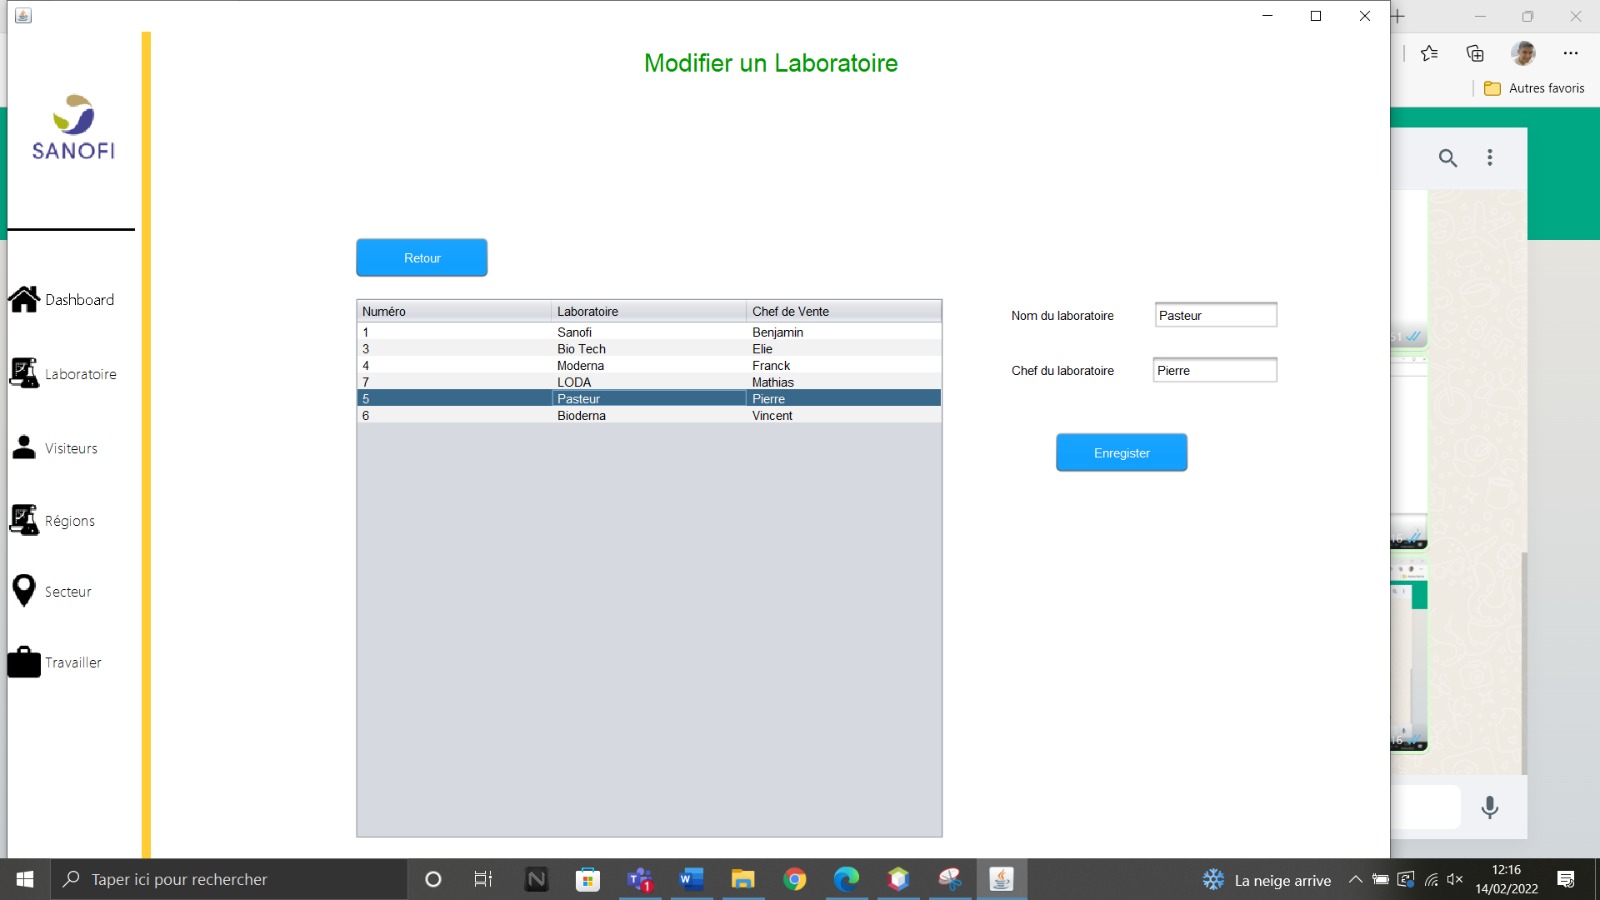 Modifier un Laboratoire
Autres favoris
SANOFI
Dashboard
Laboratoire
Visiteurs
Régions
Secteur
Travailler
Retour
Numéro Laboratoire Chef de Vente
1 Sanofi Benjamin
3 Bio Tech Elie
4 Moderna Franck
7 LODA Mathias
5 Pasteur Pierre
6 Bioderna Vincent
Nom du laboratoire Pasteur
Chef du laboratoire Pierre
Enregister
Taper ici pour rechercher
1
La neige arrive
12:16
14/02/2022